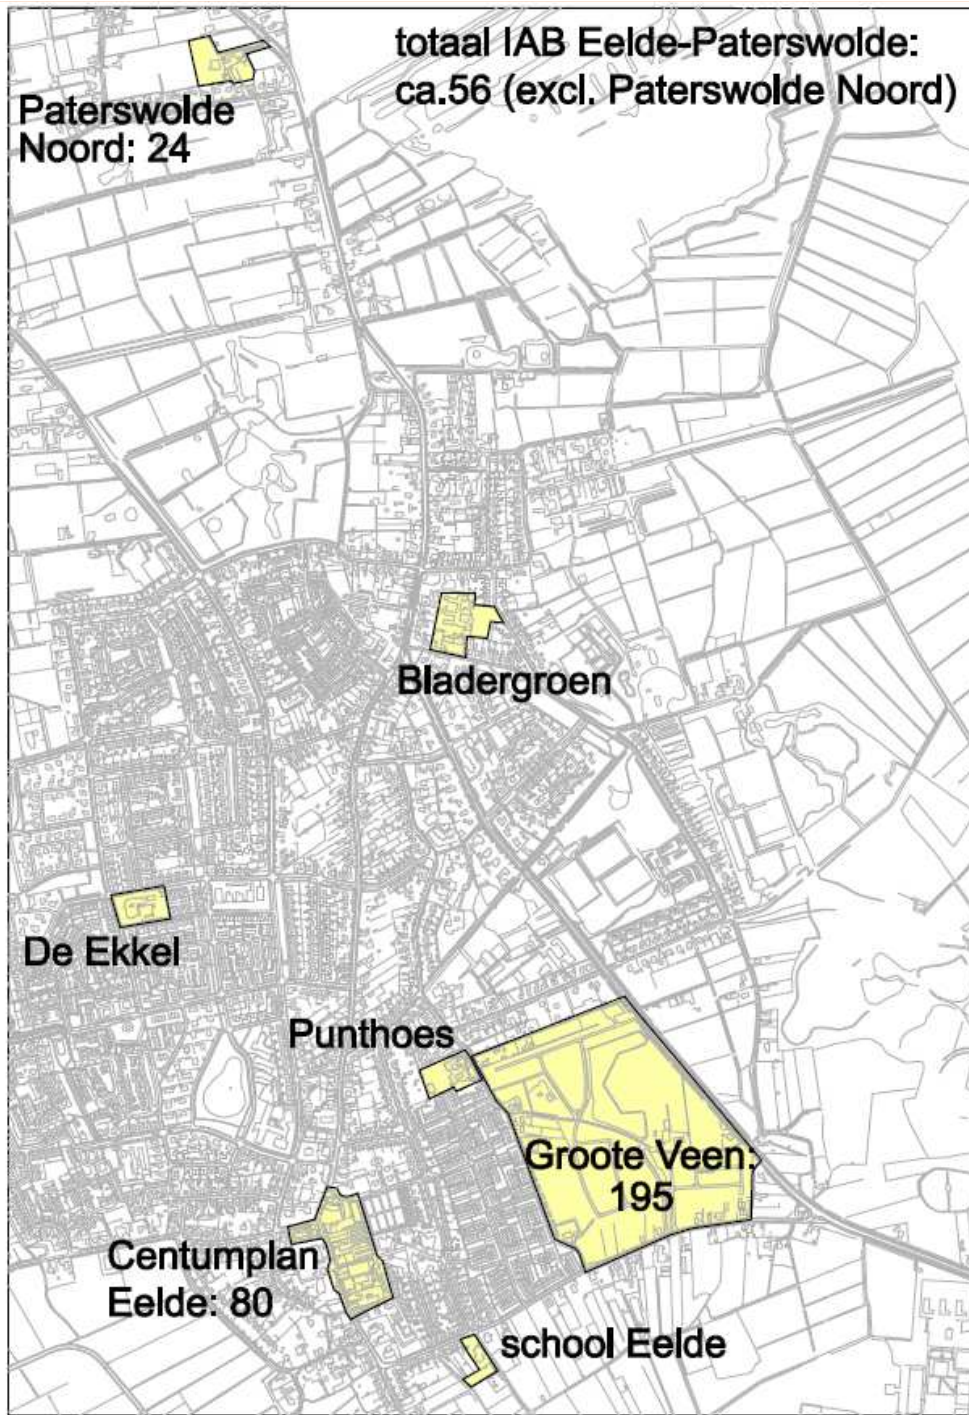 totaal IAB Eelde-Paterswolde:
ca.56 (excl. Paterswolde Noord)
Paterswolde
Noord: 24
Bladergroen
De Ekkel
Punthoes
Groote Veen:
195
Centumplan
Eelde: 80
school Eelde